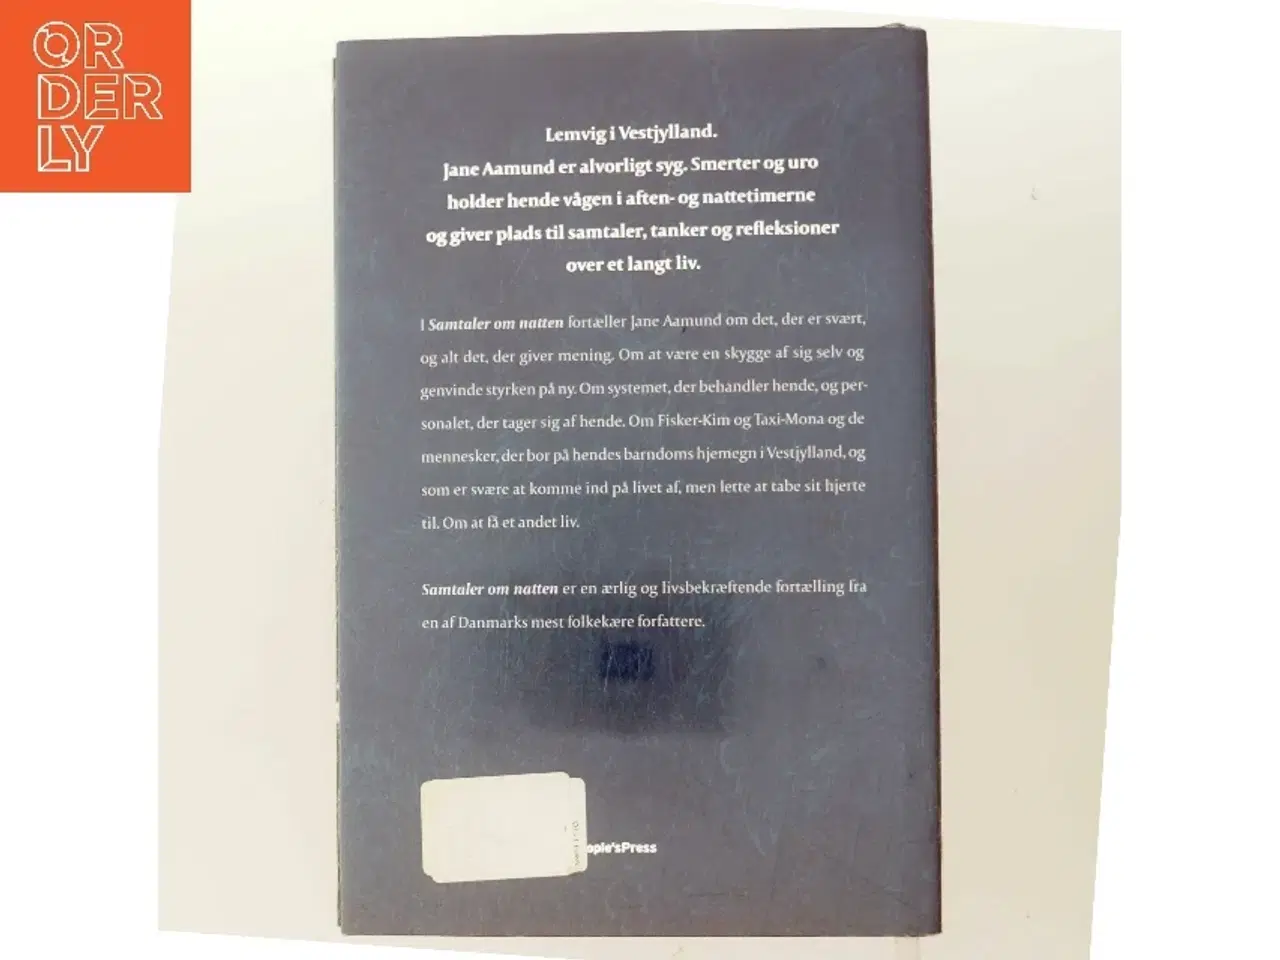 ORDERLY
Lemvig i Vestjylland.
Jane Aamund er alvorligt syg. Smerter og uro
holder hende vågen i aften- og nattetimerne
og giver plads til samtaler, tanker og refleksioner
over et langt liv.
I Samtaler om natten fortæller Jane Aamund om det, der er svært,
og alt det, der giver mening. Om at være en skygge af sig selv og
genvinde styrken på ny. Om systemet, der behandler hende, og per-
sonalet, der tager sig af hende. Om Fisker-Kim og Taxi-Mona og de
mennesker, der bor på hendes barndoms hjemegn i Vestjylland, og
som er svære at komme ind på livet af, men lette at tabe sit hjerte
til. Om at få et andet liv.
Samtaler om natten er en ærlig og livsbekræftende fortælling fra
en af Danmarks mest folkekære forfattere.
ople'sPress